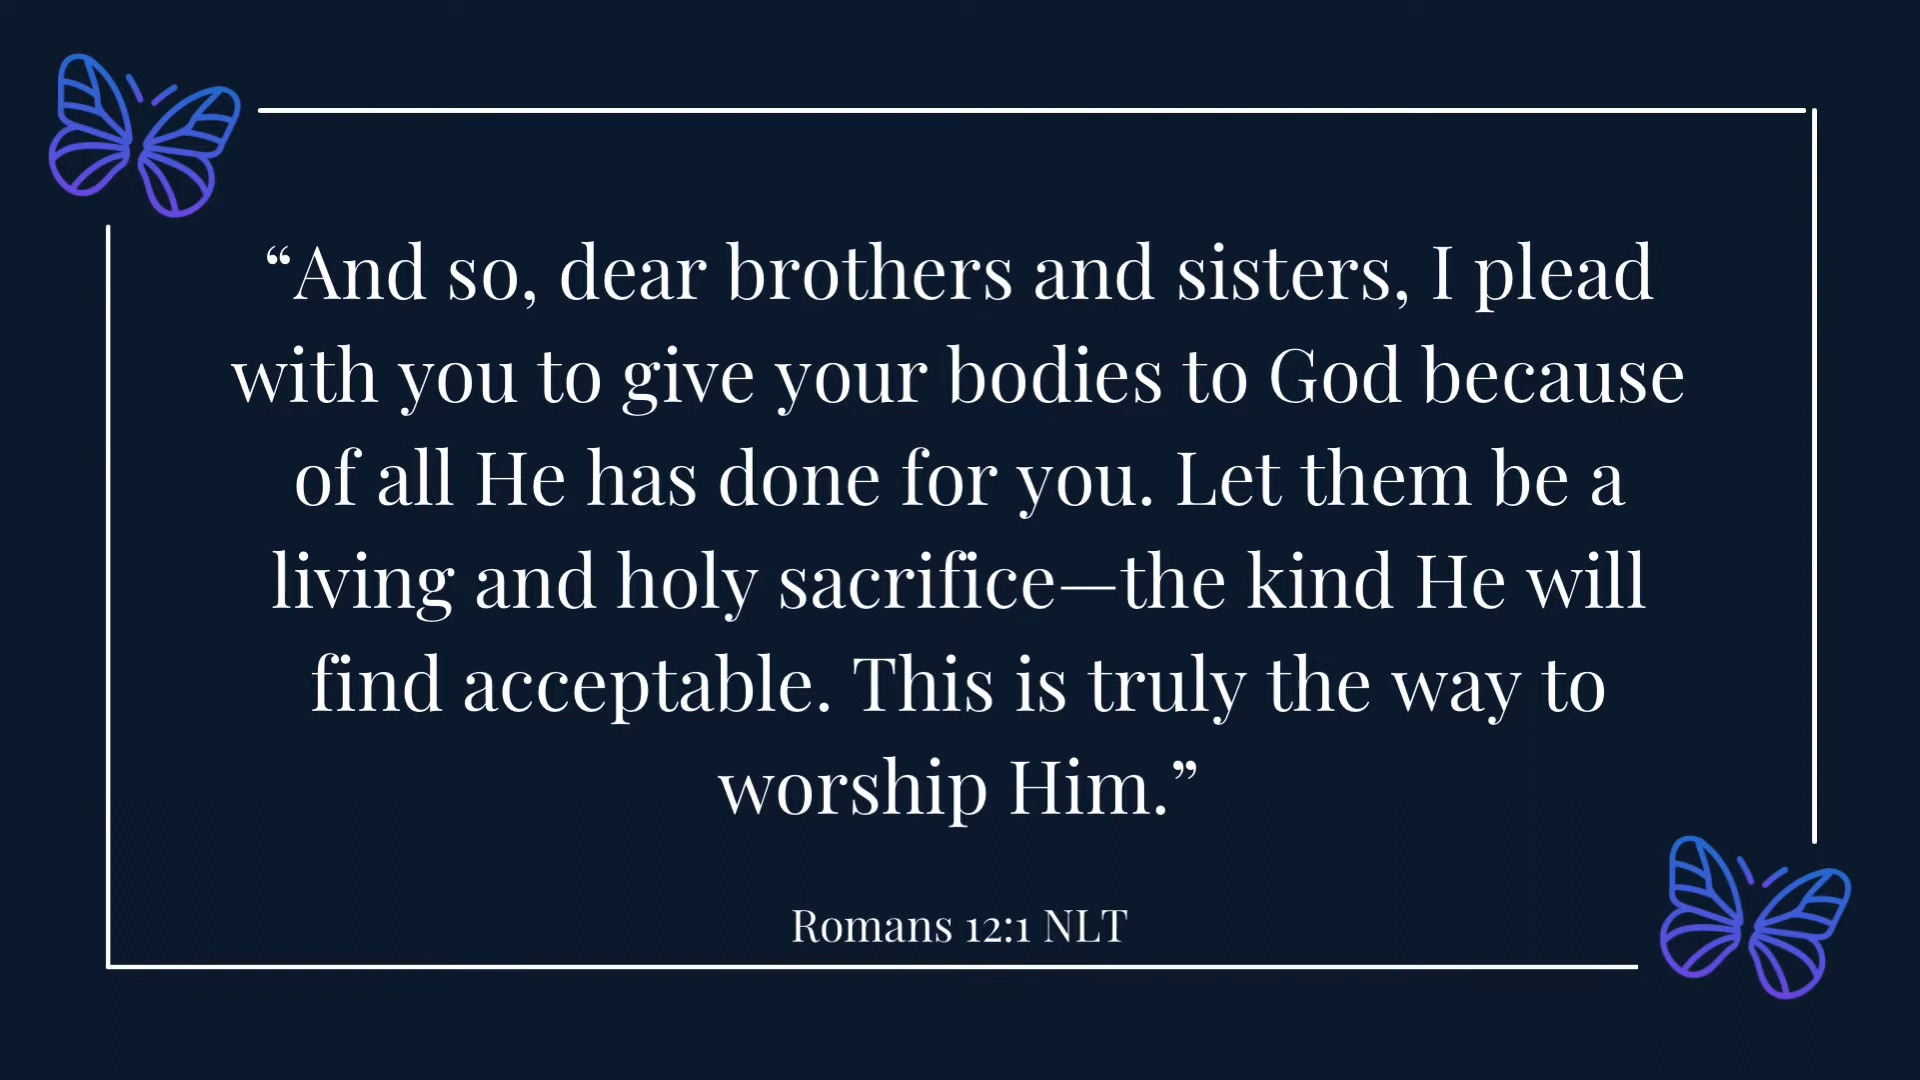 “And so, dear brothers and sisters, I plead
with you to give your bodies to God because
of all He has done for you. Let them be a
living and holy sacrifice—the kind He will
find acceptable. This is truly the way to
worship Him.”
Romans 12:1 NLT